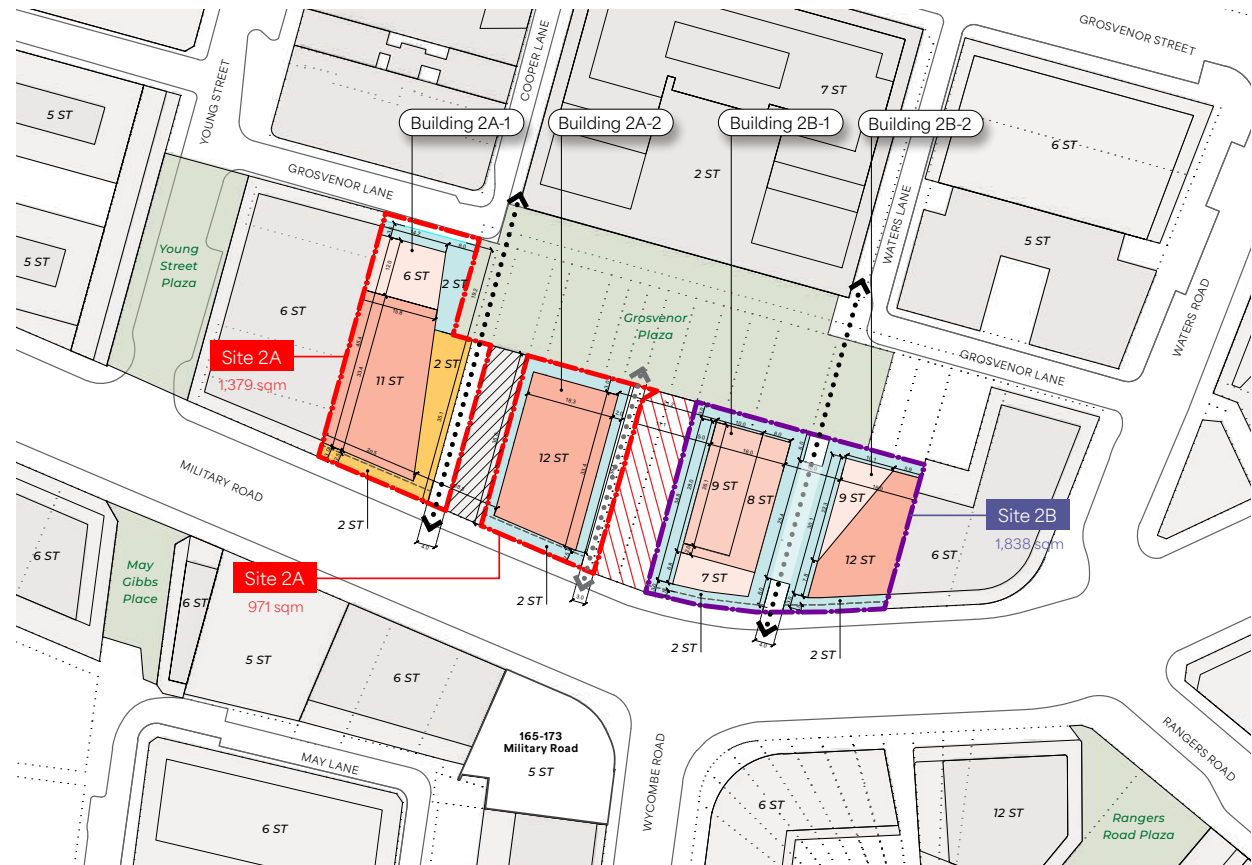 GROSVENOR STREET
COOPER LANE
YOUNG STREET
7 ST
5 ST
Building 2A-1
Building 2A-2
Building 2B-1
Building 2B-2
6 ST
2 ST
GROSVENOR LANE
WATERS LANE
5 ST
Young
Street
Plaza
5 ST
6 ST
2 ST
6 ST
WATERS ROAD
Grosvenor
Plaza
Site 2A
1,379 sqm
2 ST
11 ST
GROSVENOR LANE
12 ST
9 ST
8 ST
9 ST
MILITARY ROAD
Site 2B
1,838 sqm
2 ST
12 ST
6 ST
6 ST
May
Gibbs
Place
Site 2A
971 sqm
7 ST
6 ST
2 ST
2 ST
2 ST
5 ST
6 ST
165-173
Military Road
5 ST
RANGERS ROAD
MAY LANE
WYCOMBE ROAD
6 ST
12 ST
6 ST
Rangers
Road Plaza